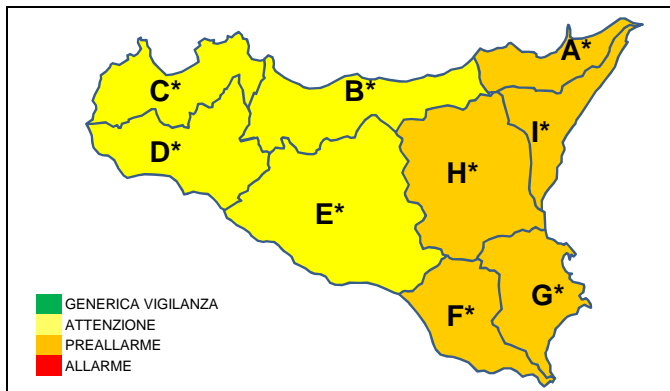 A*
C*
B*
I*
D*
H*
E*
G*
F*
GENERICA VIGILANZA
ATTENZIONE
PREALLARME
ALLARME